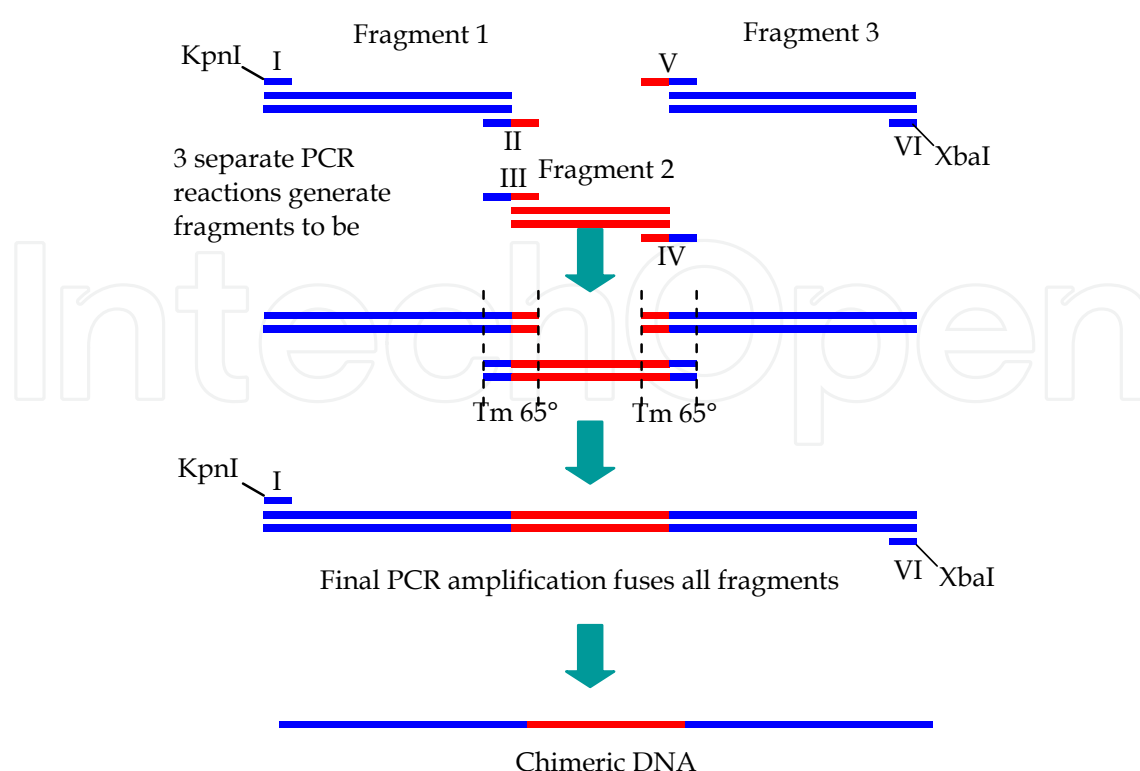 Fragment 1
Fragment 3
KpnI
I
V
II
VI
XbaI
3 separate PCR
reactions generate
fragments to be
III
Fragment 2
IV
IntechOpen
Tm 65°
Tm 65°
KpnI
I
VI
XbaI
Final PCR amplification fuses all fragments
Chimeric DNA